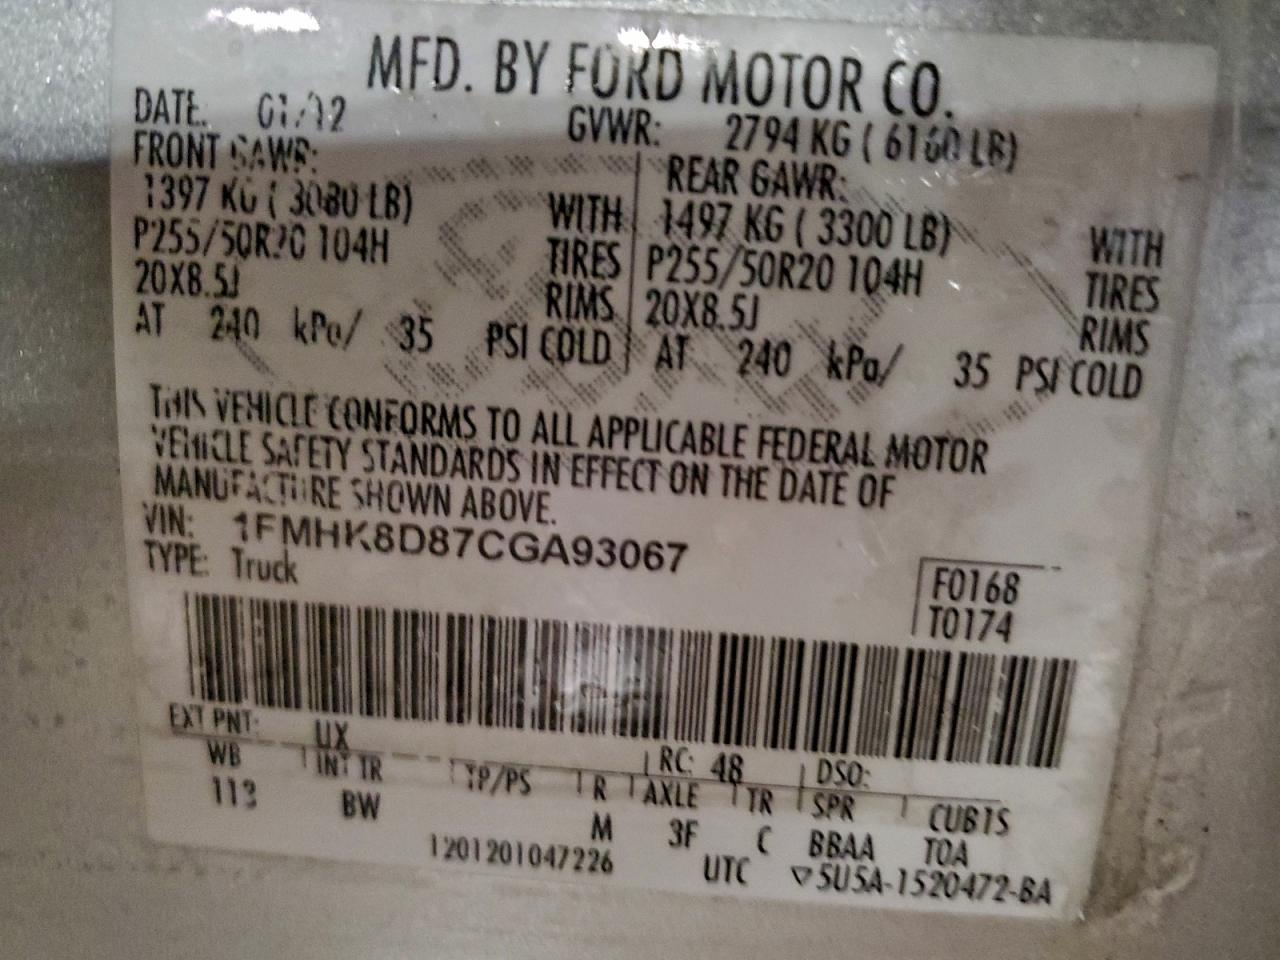 MFD. BY FORD MOTOR CO.
DATE: 01/12 GVWR: 2794 KG ( 6160 LB)
FRONT GAWR: REAR GAWR:
1397 KG ( 3080 LB) WITH 1497 KG ( 3300 LB) WITH
P255/50R20 104H TIRES P255/50R20 104H TIRES
20X8.5J RIMS 20X8.5J RIMS
AT 240 kPa/ 35 PSI COLD AT 240 kPa/ 35 PSI COLD
THIS VEHICLE CONFORMS TO ALL APPLICABLE FEDERAL MOTOR
VEHICLE SAFETY STANDARDS IN EFFECT ON THE DATE OF
MANUFACTURE SHOWN ABOVE.
VIN: 1FMHK8D87CGA93067
TYPE: Truck
F0168
T0174
EXT PNT: UX RC: 48 DSO:
WB INT TR TP/PS R AXLE TR SPR CUBTS
113 BW M 3F C BBAA TOA
1201201047226 UTC ▽5U5A-1520472-BA